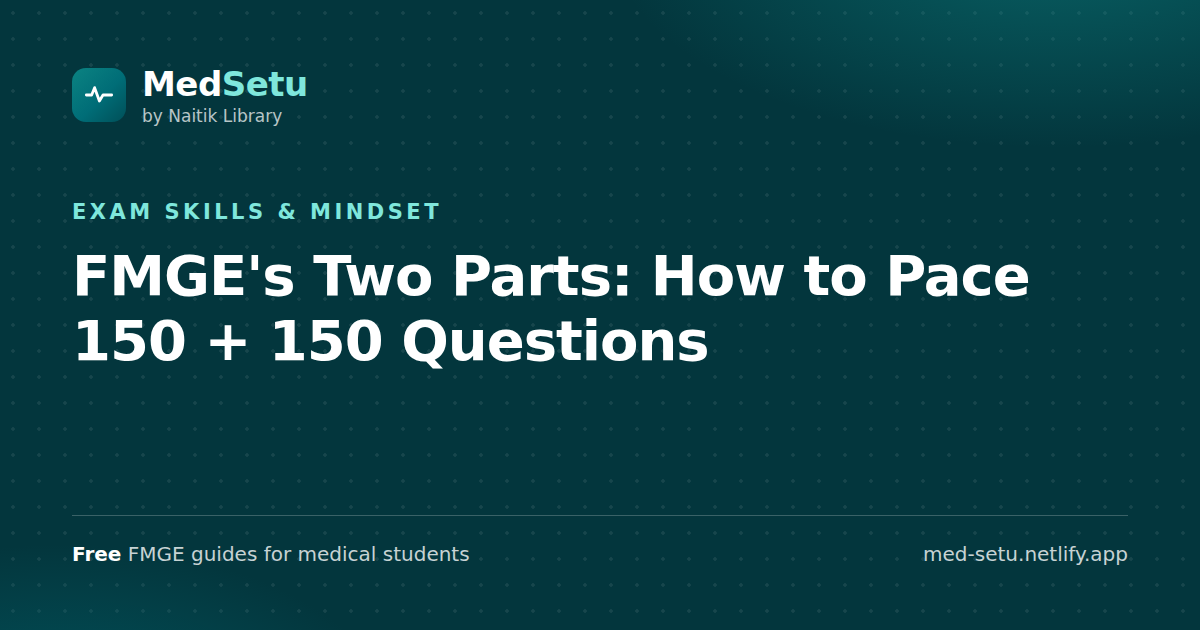 MedSetu
by Naitik Library
EXAM SKILLS & MINDSET
FMGE's Two Parts: How to Pace
150 + 150 Questions
Free FMGE guides for medical students
med-setu.netlify.app